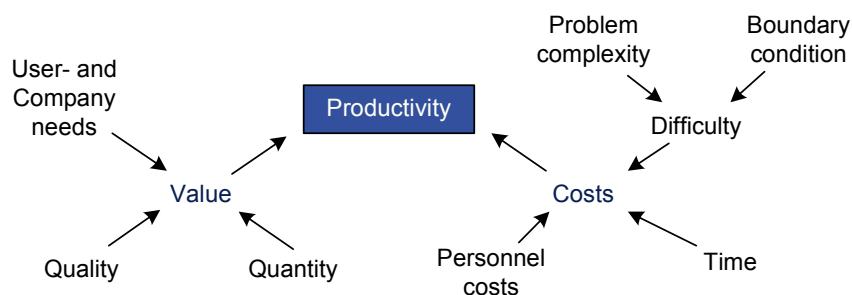 Problem
complexity
Boundary
condition
User- and
Company
needs
Productivity
Difficulty
Value
Costs
Quality
Quantity
Personnel
costs
Time